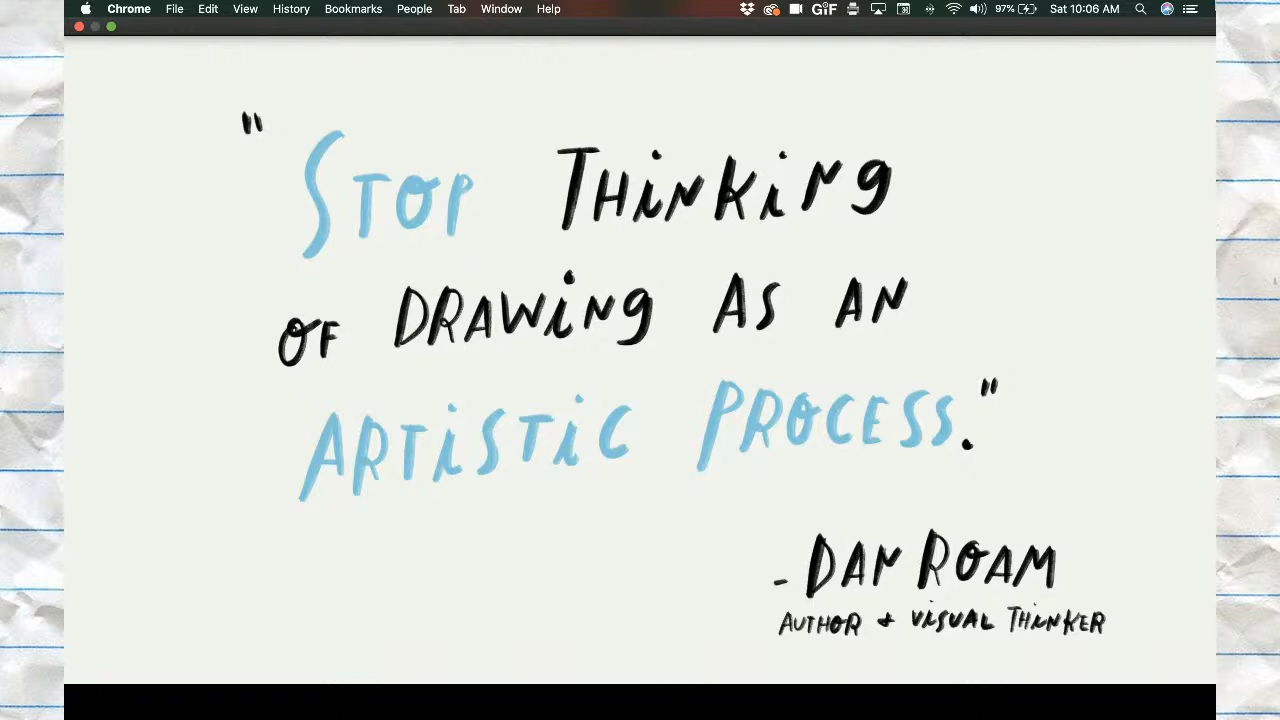 Chrome File Edit View History Bookmarks People Tab Window Help GIF 97% Sat 10:06 AM
" STOP THiNKiNG
OF DRAWiNG AS AN
ARTiSTiC PROCESS."
- DAN ROAM
AUTHOR + ViSUAL THiNKER